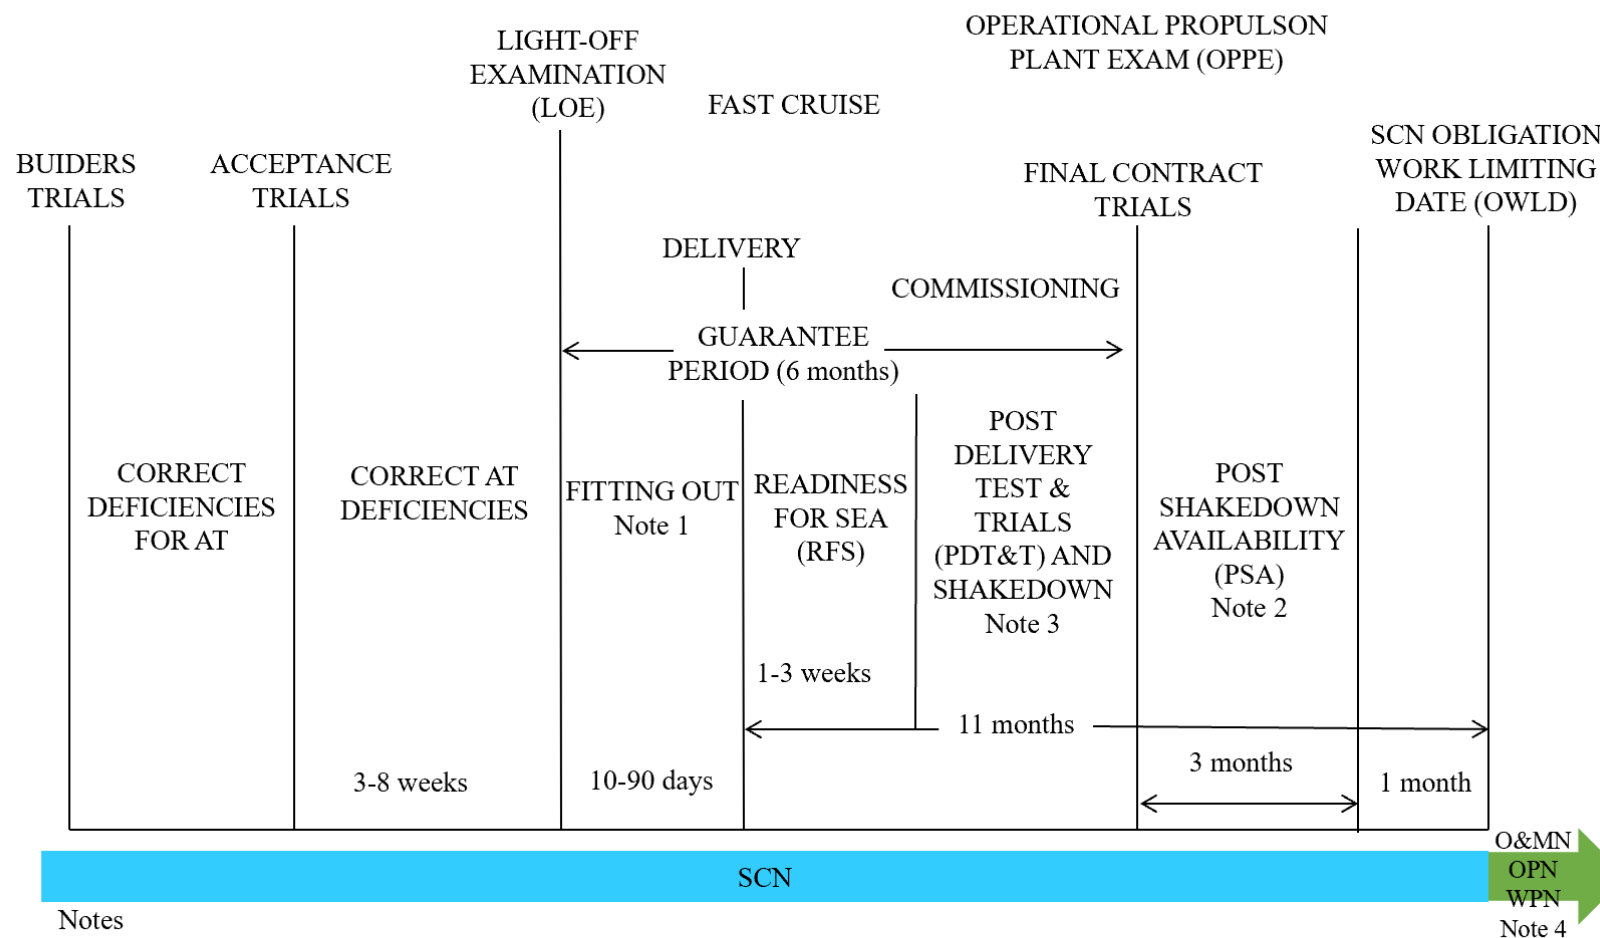 OPERATIONAL PROPULSON
PLANT EXAM (OPPE)
LIGHT-OFF
EXAMINATION
(LOE)
FAST CRUISE
SCN OBLIGATION
WORK LIMITING
DATE (OWLD)
BUIDERS
TRIALS
ACCEPTANCE
TRIALS
FINAL CONTRACT
TRIALS
DELIVERY
COMMISSIONING
GUARANTEE
PERIOD (6 months)
CORRECT
DEFICIENCIES
FOR AT
CORRECT AT
DEFICIENCIES
FITTING OUT
Note 1
READINESS
FOR SEA
(RFS)
POST
DELIVERY
TEST &
TRIALS
(PDT&T) AND
SHAKEDOWN
Note 3
POST
SHAKEDOWN
AVAILABILITY
(PSA)
Note 2
1-3 weeks
11 months
3-8 weeks
10-90 days
3 months
1 month
SCN
O&MN
OPN
WPN
Note 4
Notes